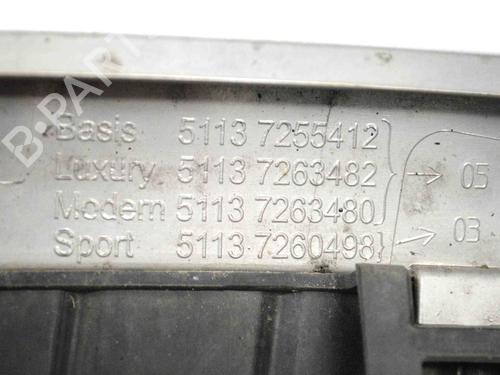 B-PARTS
Basis 5113 7255412
Luxury 5113 7263482 → 05
Modern 5113 7263480
Sport 5113 7260498 → 03